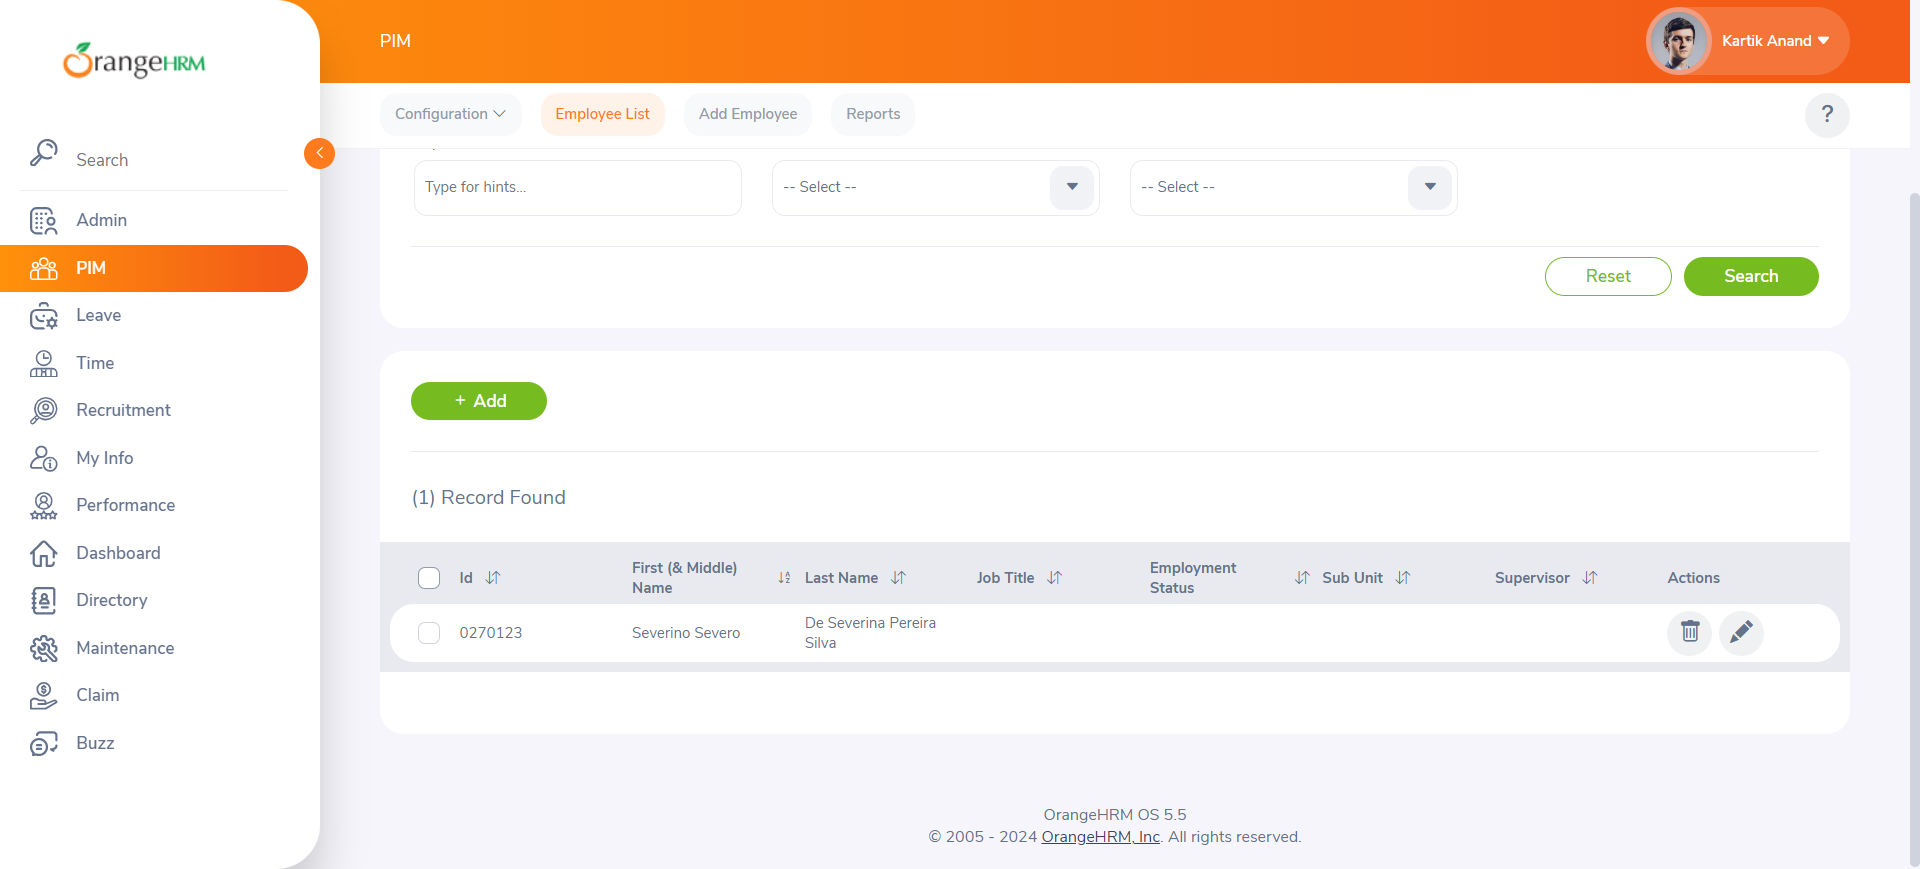 OrangeHRM
PIM
Kartik Anand
Configuration
Employee List
Add Employee
Reports
?
Search
Admin
PIM
Leave
Time
Recruitment
My Info
Performance
Dashboard
Directory
Maintenance
Claim
Buzz
Type for hints...
-- Select --
-- Select --
Reset
Search
+ Add
(1) Record Found
Id
First (& Middle)
Name
Last Name
Job Title
Employment
Status
Sub Unit
Supervisor
Actions
0270123
Severino Severo
De Severina Pereira
Silva
OrangeHRM OS 5.5
© 2005 - 2024 OrangeHRM, Inc. All rights reserved.